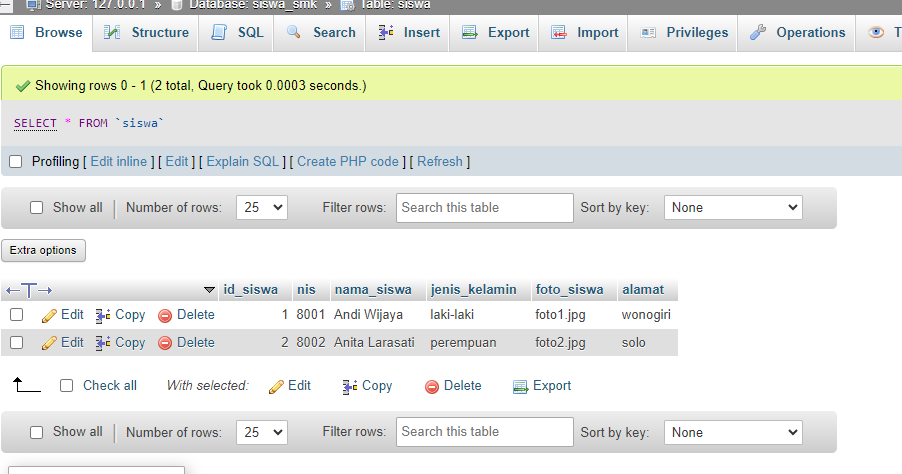 Server: 127.0.0.1 » Database: siswa_smk » Table: siswa
Browse Structure SQL Search Insert Export Import Privileges Operations
Showing rows 0 - 1 (2 total, Query took 0.0003 seconds.)
SELECT * FROM `siswa`
Profiling [ Edit inline ] [ Edit ] [ Explain SQL ] [ Create PHP code ] [ Refresh ]
Show all Number of rows: 25 Filter rows: Search this table Sort by key: None
Extra options
id_siswa nis nama_siswa jenis_kelamin foto_siswa alamat
Edit Copy Delete 1 8001 Andi Wijaya laki-laki foto1.jpg wonogiri
Edit Copy Delete 2 8002 Anita Larasati perempuan foto2.jpg solo
Check all With selected: Edit Copy Delete Export
Show all Number of rows: 25 Filter rows: Search this table Sort by key: None